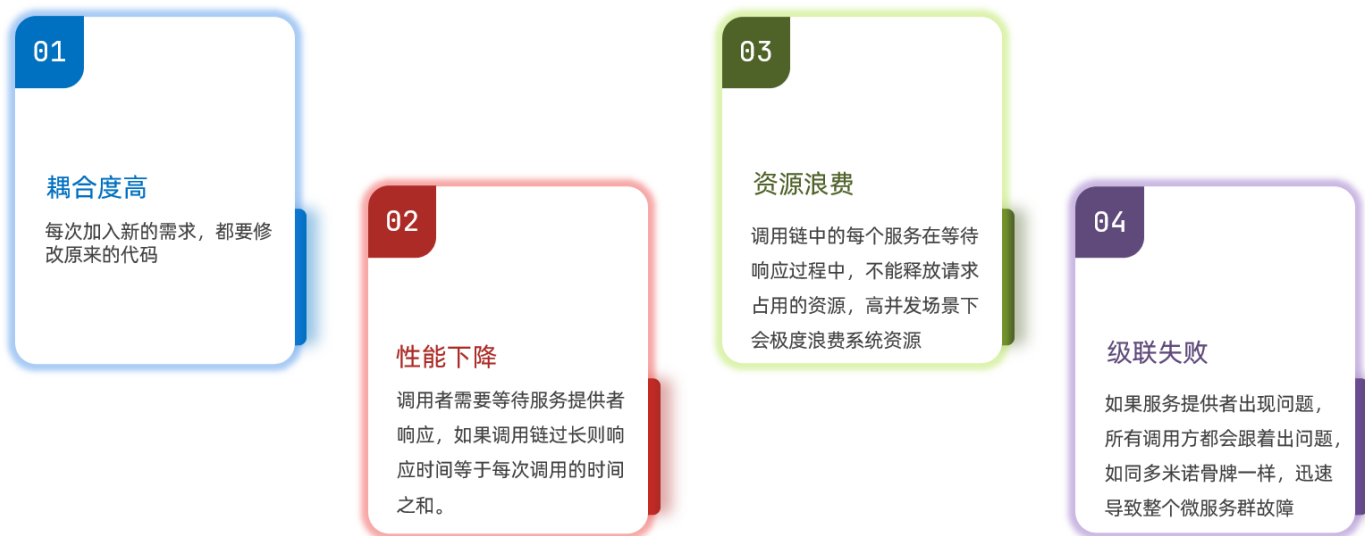 01
耦合度高
每次加入新的需求，都要修
改原来的代码
02
性能下降
调用者需要等待服务提供者
响应，如果调用链过长则响
应时间等于每次调用的时间
之和。
03
资源浪费
调用链中的每个服务在等待
响应过程中，不能释放请求
占用的资源，高并发场景下
会极度浪费系统资源
04
级联失败
如果服务提供者出现问题，
所有调用方都会跟着出问题，
如同多米诺骨牌一样，迅速
导致整个微服务群故障